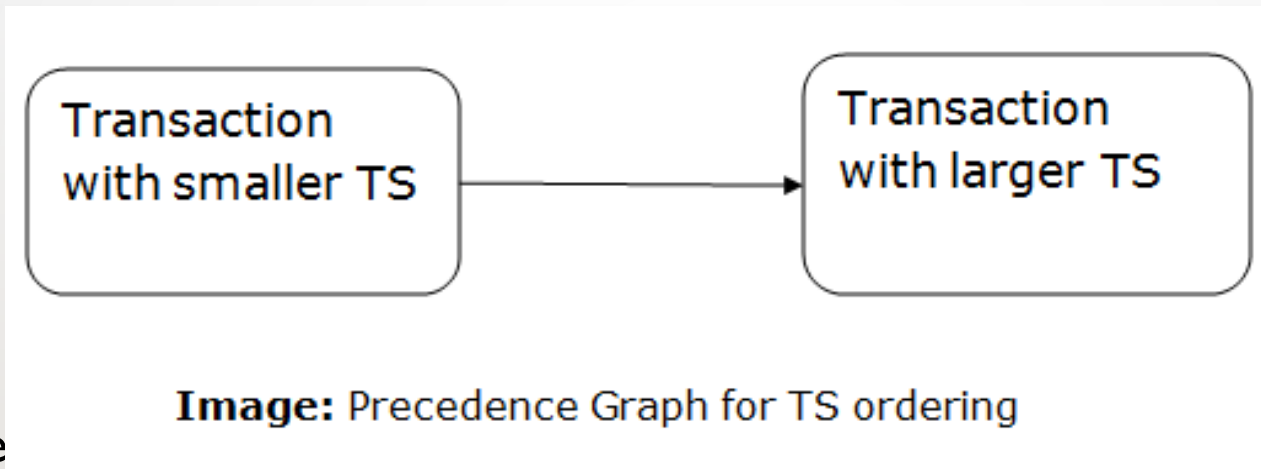 Transaction
with smaller TS
Transaction
with larger TS
Image: Precedence Graph for TS ordering